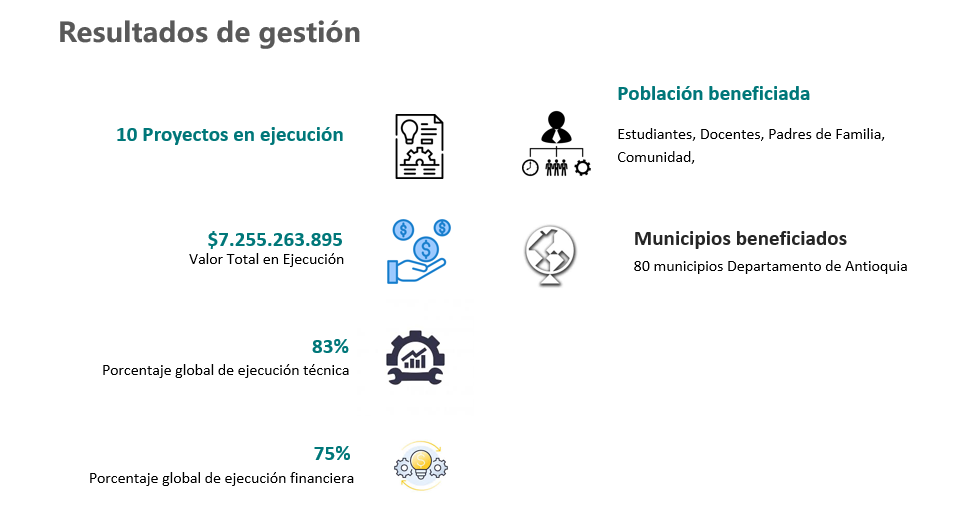 Resultados de gestión
10 Proyectos en ejecución
$7.255.263.895
Valor Total en Ejecución
83%
Porcentaje global de ejecución técnica
75%
Porcentaje global de ejecución financiera
Población beneficiada
Estudiantes, Docentes, Padres de Familia,
Comunidad,
Municipios beneficiados
80 municipios Departamento de Antioquia